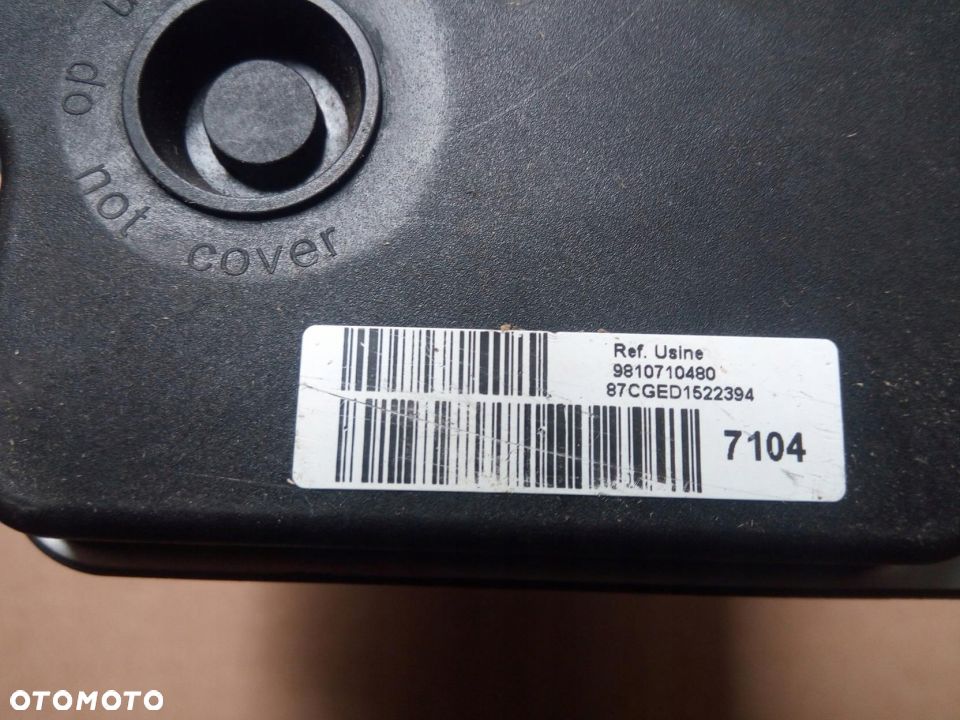 do not cover
Ref. Usine
9810710480
87CGED1522394
7104
OTOMOTO